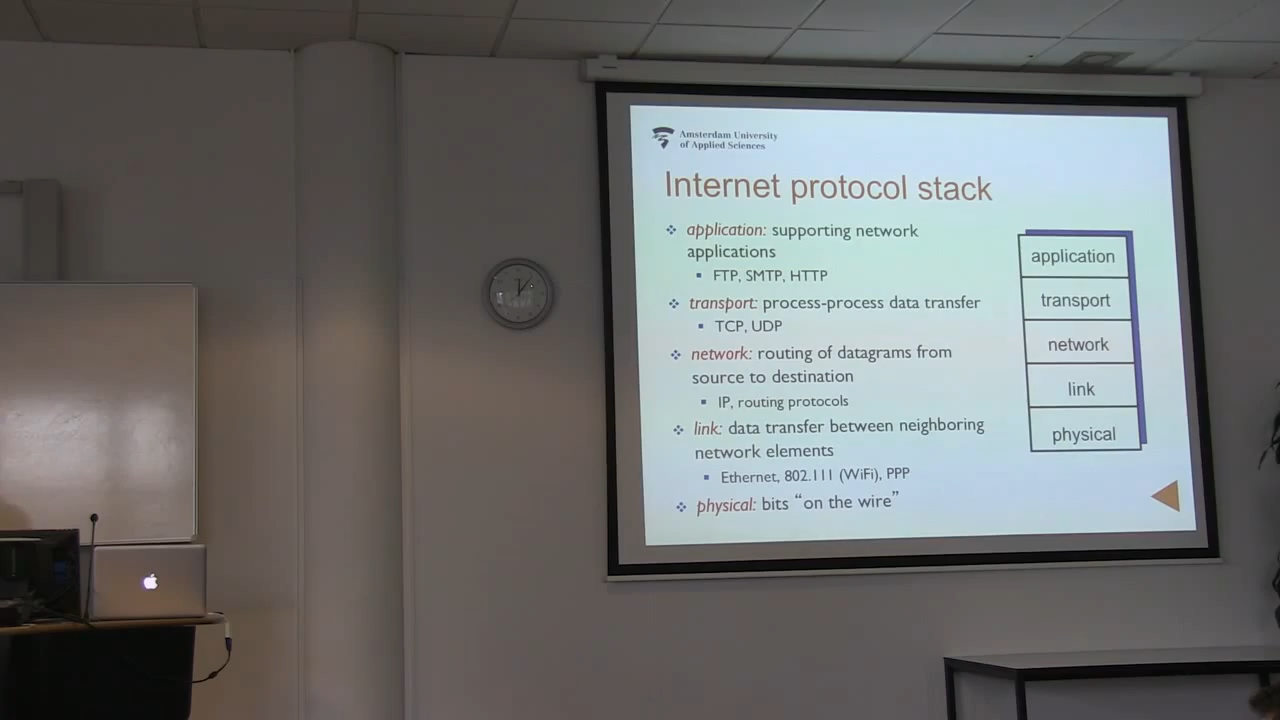 Amsterdam University
of Applied Sciences
Internet protocol stack
application: supporting network
applications
FTP, SMTP, HTTP
transport: process-process data transfer
TCP, UDP
network: routing of datagrams from
source to destination
IP, routing protocols
link: data transfer between neighboring
network elements
Ethernet, 802.111 (WiFi), PPP
physical: bits “on the wire”
application
transport
network
link
physical